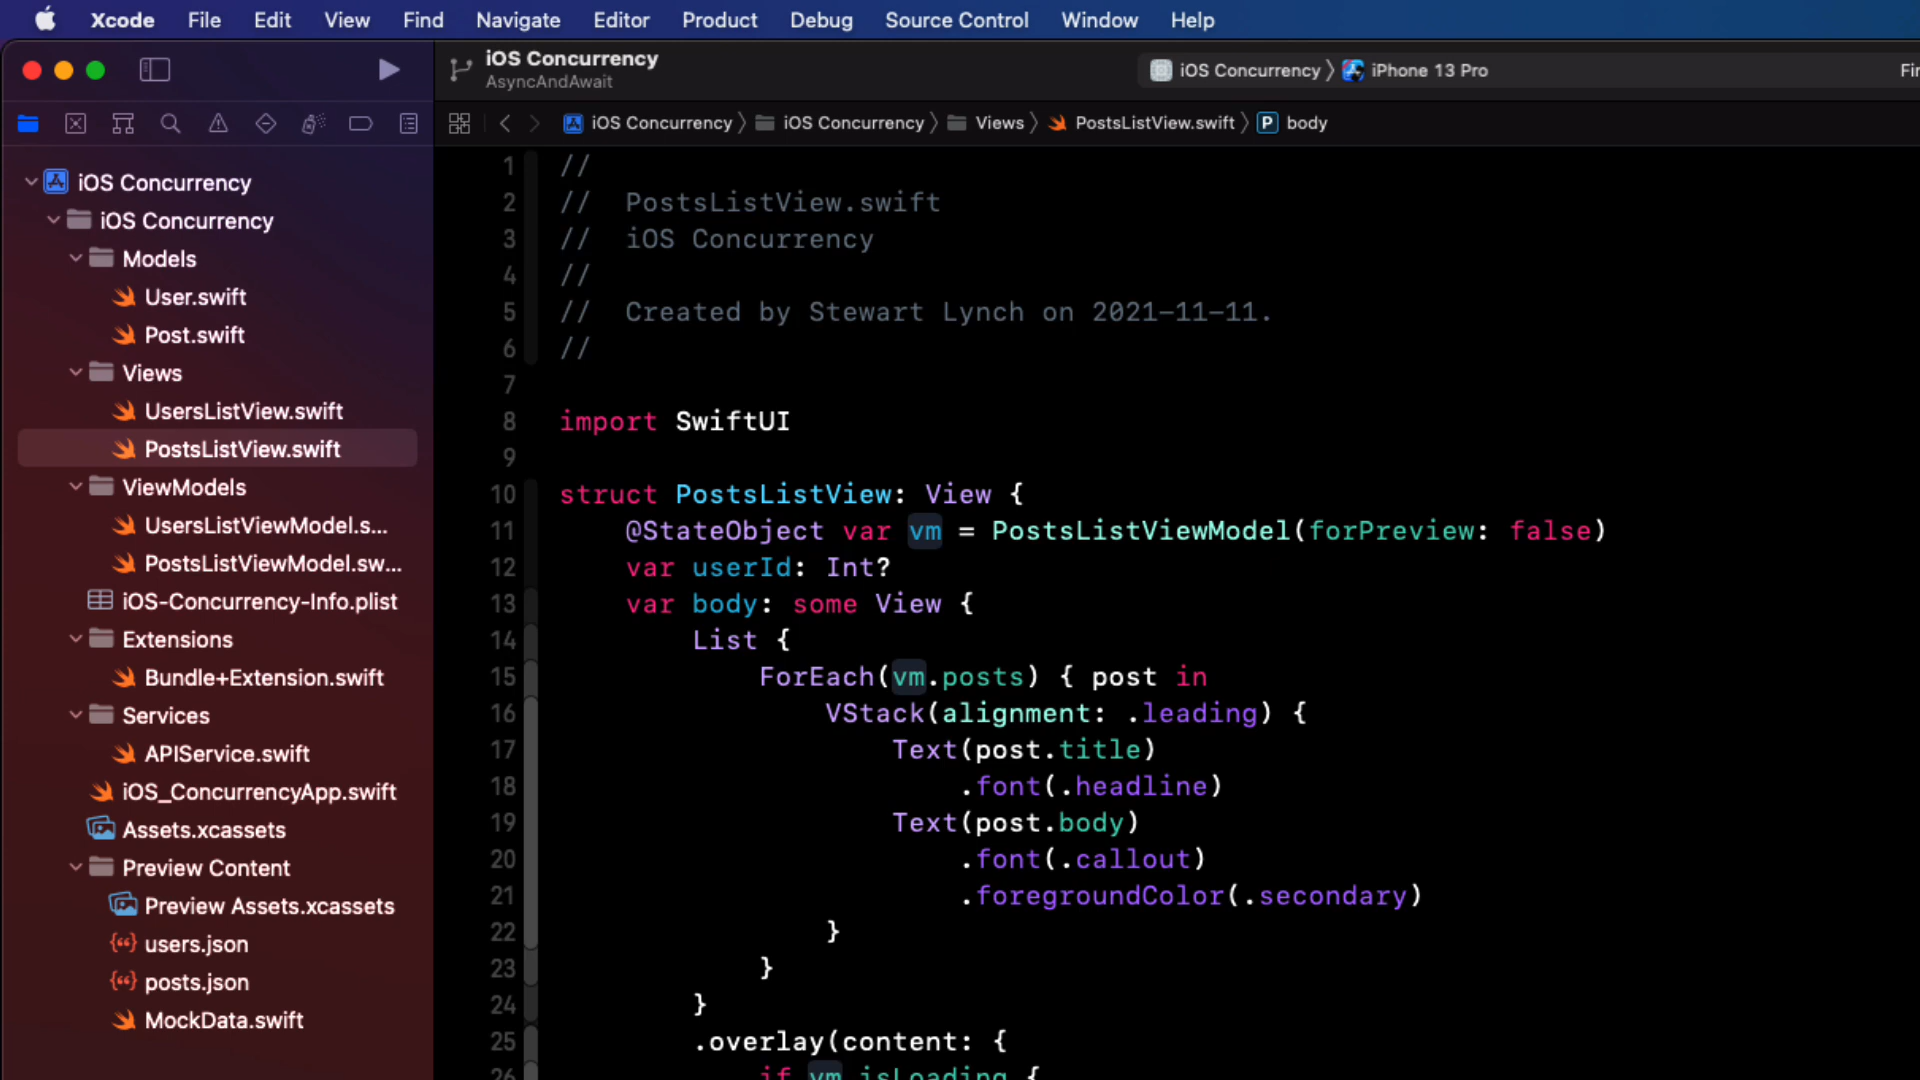 Xcode File Edit View Find Navigate Editor Product Debug Source Control Window Help
iOS Concurrency
AsyncAndAwait
iOS Concurrency iPhone 13 Pro
iOS Concurrency iOS Concurrency Views PostsListView.swift P body
iOS Concurrency
iOS Concurrency
Models
User.swift
Post.swift
Views
UsersListView.swift
PostsListView.swift
ViewModels
UsersListViewModel.s...
PostsListViewModel.sw...
iOS-Concurrency-Info.plist
Extensions
Bundle+Extension.swift
Services
APIService.swift
iOS_ConcurrencyApp.swift
Assets.xcassets
Preview Content
Preview Assets.xcassets
users.json
posts.json
MockData.swift
1 //
2 //  PostsListView.swift
3 //  iOS Concurrency
4 //
5 //  Created by Stewart Lynch on 2021-11-11.
6 //
7
8 import SwiftUI
9
10 struct PostsListView: View {
11     @StateObject var vm = PostsListViewModel(forPreview: false)
12     var userId: Int?
13     var body: some View {
14         List {
15             ForEach(vm.posts) { post in
16                 VStack(alignment: .leading) {
17                     Text(post.title)
18                         .font(.headline)
19                     Text(post.body)
20                         .font(.callout)
21                         .foregroundColor(.secondary)
22                 }
23             }
24         }
25         .overlay(content: {
26             if vm.isLoading {